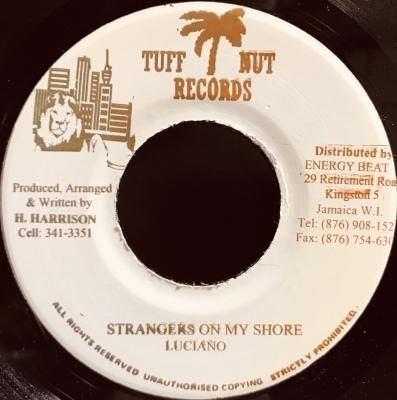 TUFF NUT
RECORDS
Produced, Arranged
& Written by
H. HARRISON
Cell: 341-3351
Distributed by
ENERGY BEAT
29 Retirement Roa
Kingston 5
Jamaica W.I.
Tel: (876) 908-152
Fax: (876) 754-630
STRANGERS ON MY SHORE
LUCIANO
ALL RIGHTS RESERVED UNAUTHORISED COPYING STRICTLY PROHIBITED.